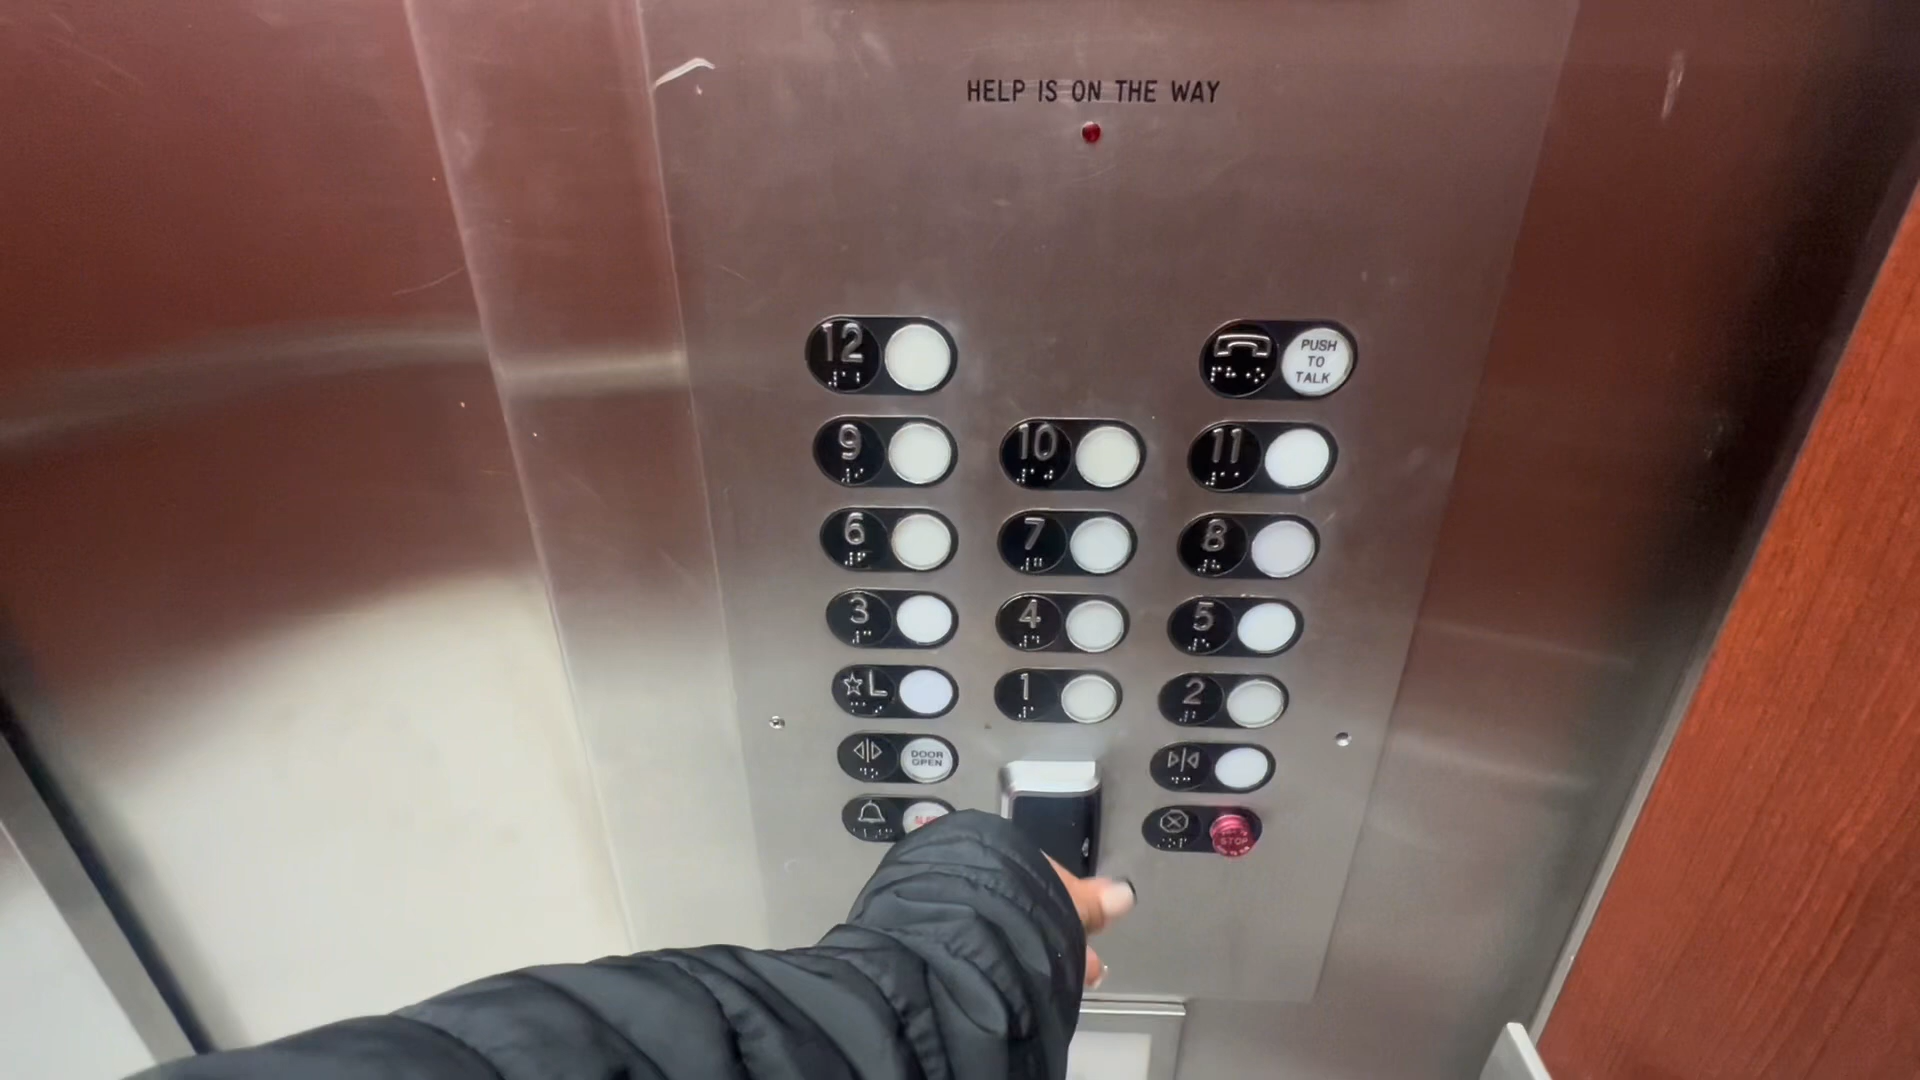 HELP IS ON THE WAY
12
PUSH
TO
TALK
9 10 11
6 7 8
3 4 5
☆L 1 2
DOOR
OPEN
STOP